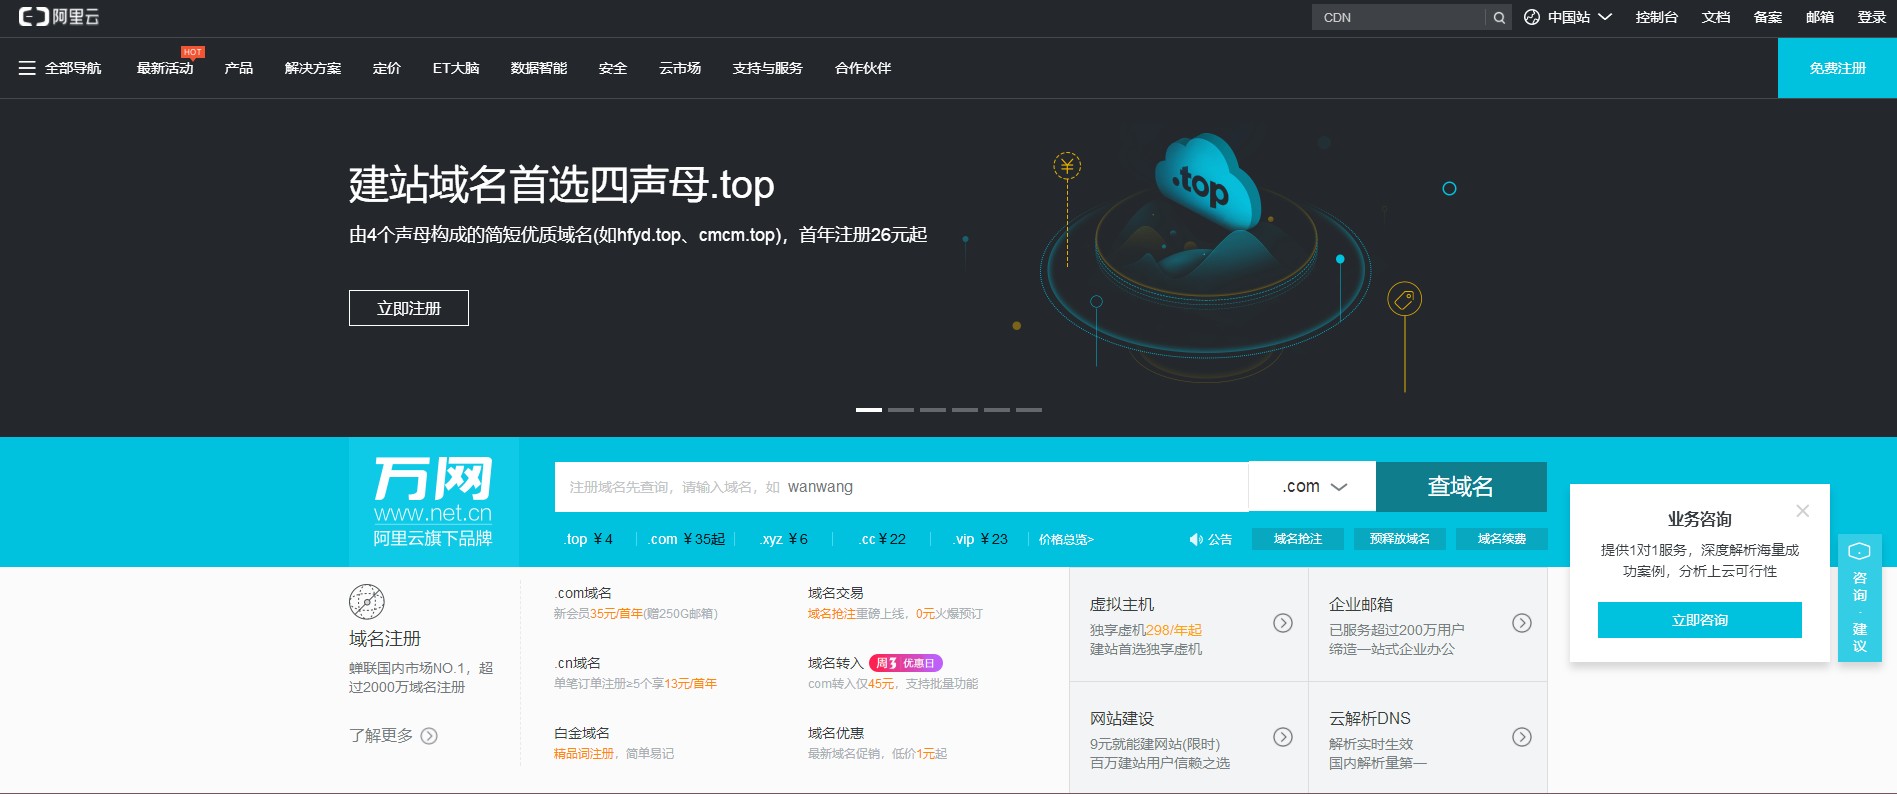 阿里云
CDN
中国站
控制台
文档
备案
邮箱
登录
全部导航
最新活动
HOT
产品
解决方案
定价
ET大脑
数据智能
安全
云市场
支持与服务
合作伙伴
免费注册
建站域名首选四声母.top
由4个声母构成的简短优质域名(如hfyd.top、cmcm.top)，首年注册26元起
立即注册
.top
万网
www.net.cn
阿里云旗下品牌
注册域名先查询，请输入域名，如 wanwang
.com
查域名
.top ¥4
.com ¥35起
.xyz ¥6
.cc ¥22
.vip ¥23
价格总览>
公告
域名抢注
预释放域名
域名续费
业务咨询
提供1对1服务，深度解析海量成
功案例，分析上云可行性
立即咨询
咨询·建议
域名注册
蝉联国内市场NO.1，超
过2000万域名注册
了解更多
.com域名
新会员35元/首年(赠250G邮箱)
域名交易
域名抢注重磅上线，0元火爆预订
.cn域名
单笔订单注册≥5个享13元/首年
域名转入 周3 优惠日
com转入仅45元，支持批量功能
白金域名
精品词注册，简单易记
域名优惠
最新域名促销，低价1元起
虚拟主机
独享虚机298/年起
建站首选独享虚机
企业邮箱
已服务超过200万用户
缔造一站式企业办公
网站建设
9元就能建网站(限时)
百万建站用户信赖之选
云解析DNS
解析实时生效
国内解析量第一